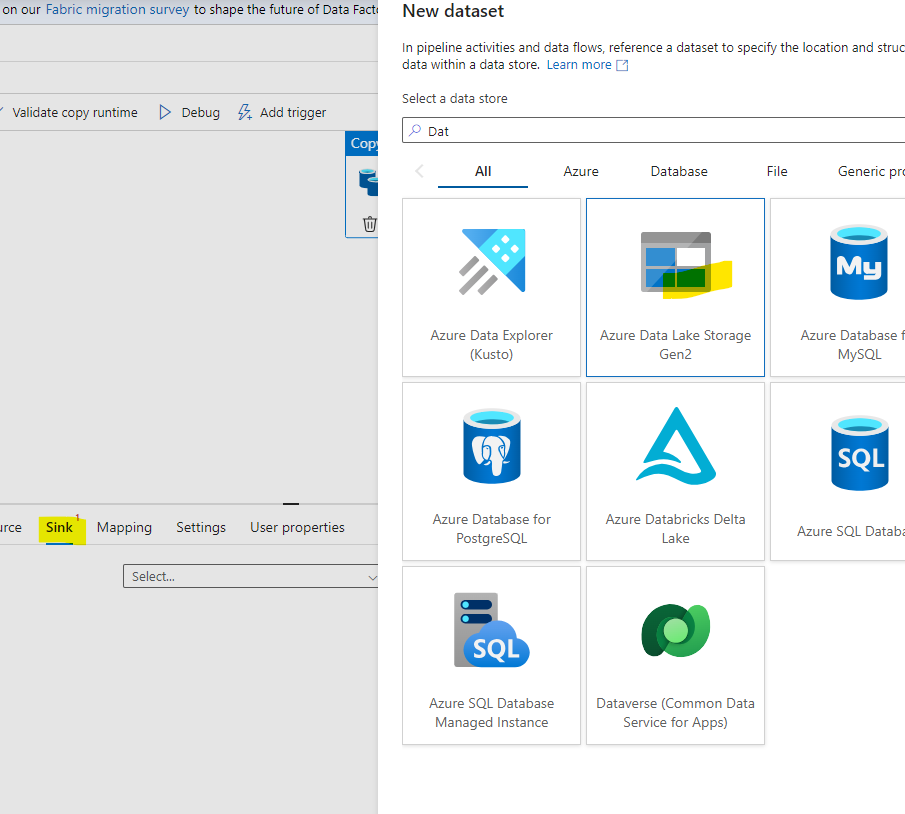 on our Fabric migration survey to shape the future of Data Facto
Validate copy runtime
Debug
Add trigger
Copy
urce
Sink
1
Mapping
Settings
User properties
Select...
New dataset
In pipeline activities and data flows, reference a dataset to specify the location and struc
data within a data store. Learn more
Select a data store
Dat
All
Azure
Database
File
Generic pro
Azure Data Explorer
(Kusto)
Azure Data Lake Storage
Gen2
My
Azure Database f
MySQL
Azure Database for
PostgreSQL
Azure Databricks Delta
Lake
SQL
Azure SQL Databa
SQL
Azure SQL Database
Managed Instance
Dataverse (Common Data
Service for Apps)